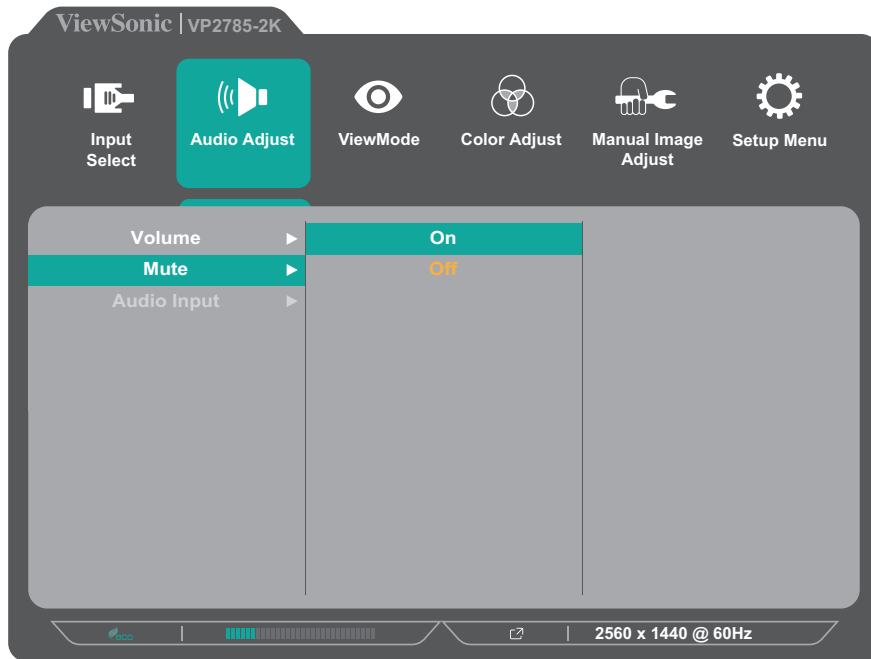 ViewSonic | VP2785-2K
Input Select
Audio Adjust
ViewMode
Color Adjust
Manual Image Adjust
Setup Menu
Volume
On
Mute
Off
Audio Input
eco
2560 x 1440 @ 60Hz